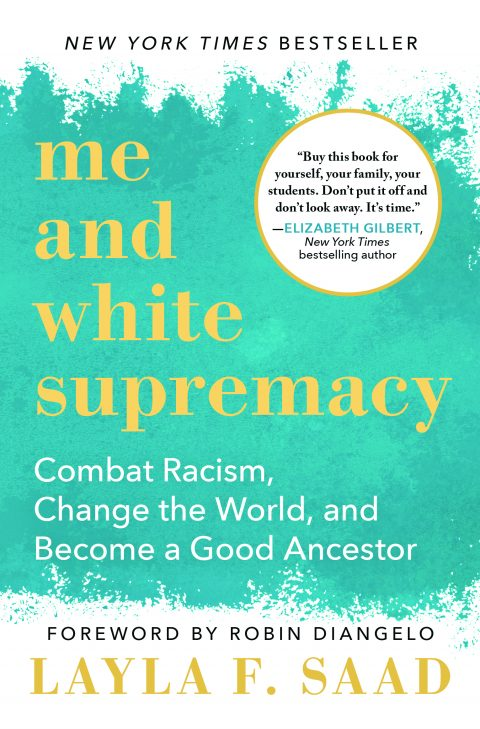 NEW YORK TIMES BESTSELLER
me
and
white
supremacy
“Buy this book for
yourself, your family, your
students. Don’t put it off and
don’t look away. It’s time.”
—ELIZABETH GILBERT,
New York Times
bestselling author
Combat Racism,
Change the World, and
Become a Good Ancestor
FOREWORD BY ROBIN DIANGELO
LAYLA F. SAAD